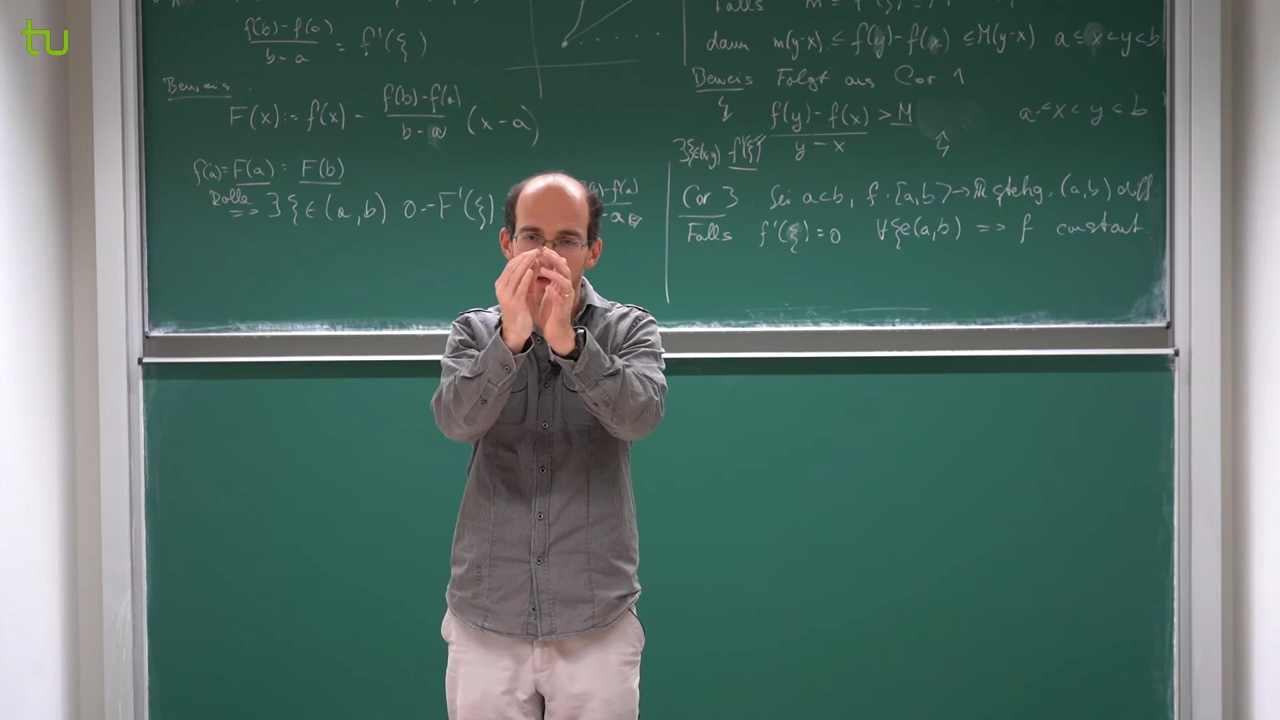 tu
f(b)-f(a)
b-a
= f'(ξ)
Beweis.
F(x):= f(x) - f(b)-f(a)
b-a
(x-a)
f(a)=F(a) = F(b)
Rolle
=> ∃ξ∈(a,b) 0=F'(ξ)
Falls
dann m(y-x) ≤ f(y)-f(x) ≤M(y-x) a≤x<y<b
Beweis Folgt aus Cor 1
f(y)-f(x) >M a≤x<y<b
y-x
f'(ξ)
Cor 3 Sei a<b, f:[a,b]→ℝ stetig, (a,b) diff.
Falls f'(ξ)=0 ∀ξ∈(a,b) => f constant.